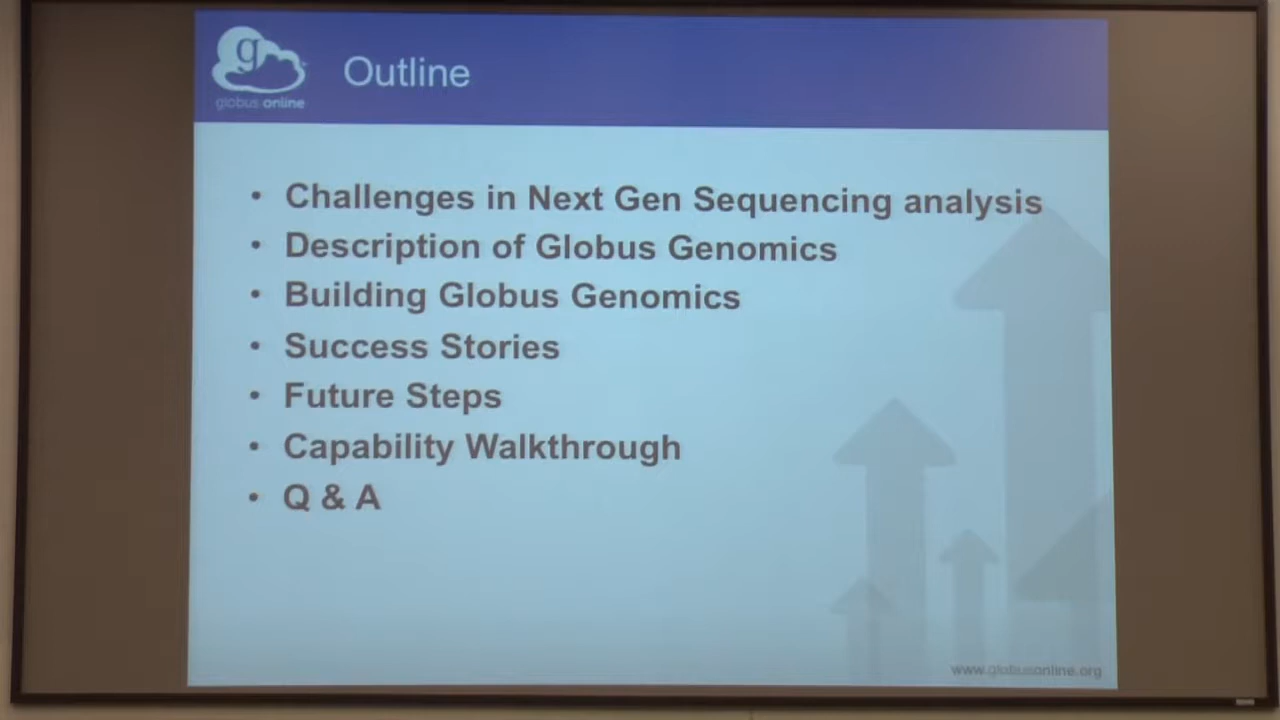 g
globus online
Outline
• Challenges in Next Gen Sequencing analysis
• Description of Globus Genomics
• Building Globus Genomics
• Success Stories
• Future Steps
• Capability Walkthrough
• Q & A
www.globusonline.org